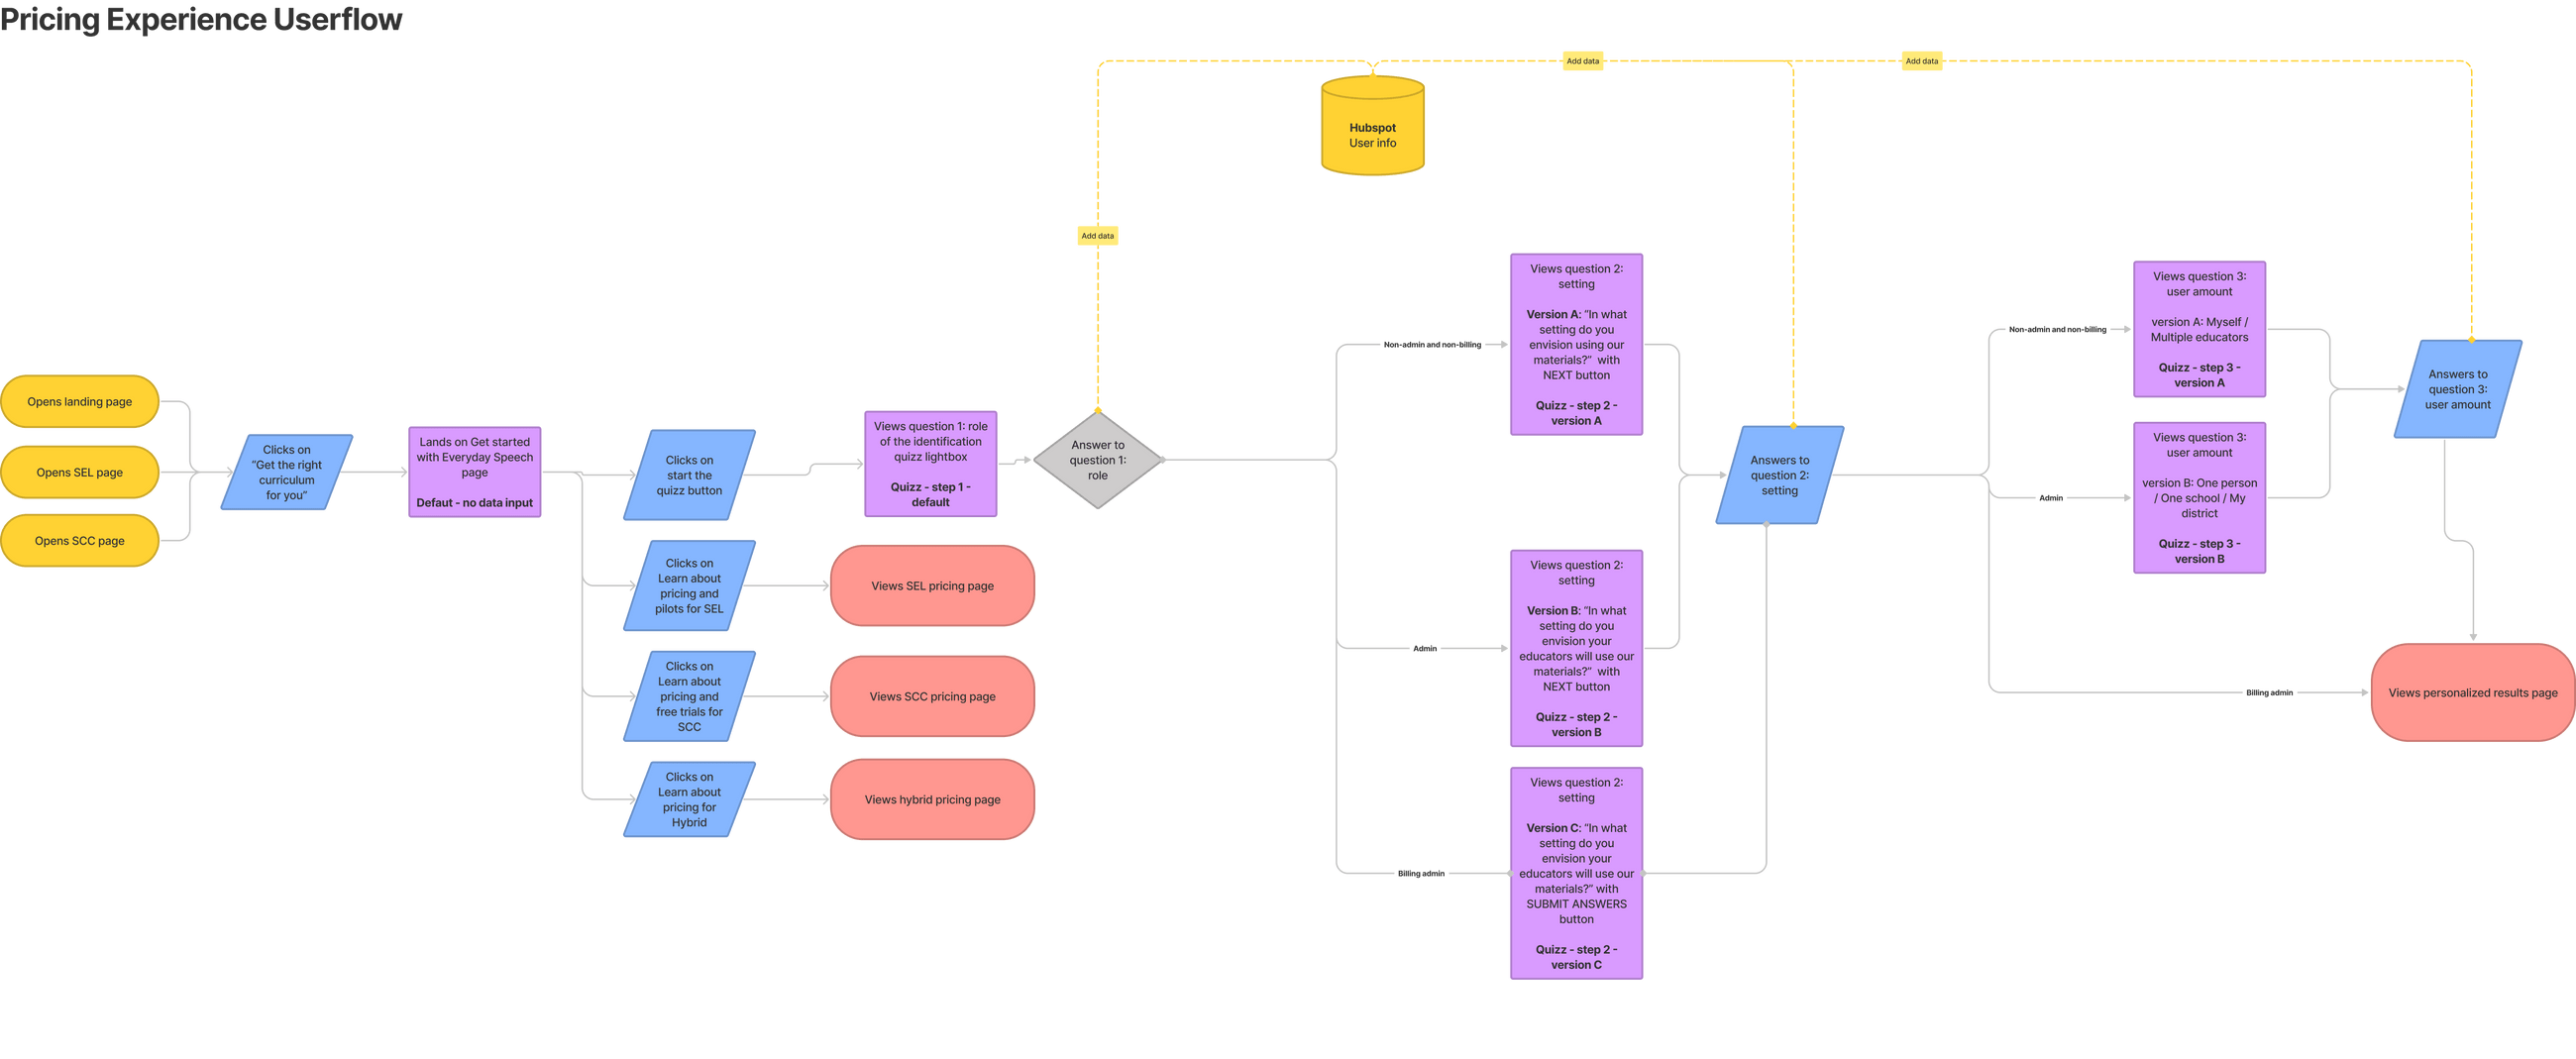 Pricing Experience Userflow
Add data
Add data
Hubspot
User info
Add data
Opens landing page
Opens SEL page
Opens SCC page
Clicks on
“Get the right
curriculum
for you”
Lands on Get started
with Everyday Speech
page
Defaut - no data input
Clicks on
start the
quizz button
Clicks on
Learn about
pricing and
pilots for SEL
Clicks on
Learn about
pricing and
free trials for
SCC
Clicks on
Learn about
pricing for
Hybrid
Views question 1: role
of the identification
quizz lightbox
Quizz - step 1 -
default
Views SEL pricing page
Views SCC pricing page
Views hybrid pricing page
Answer to
question 1:
role
Non-admin and non-billing
Admin
Billing admin
Views question 2:
setting
Version A: “In what
setting do you
envision using our
materials?” with
NEXT button
Quizz - step 2 -
version A
Views question 2:
setting
Version B: “In what
setting do you
envision your
educators will use our
materials?” with
NEXT button
Quizz - step 2 -
version B
Views question 2:
setting
Version C: “In what
setting do you
envision your
educators will use our
materials?” with
SUBMIT ANSWERS
button
Quizz - step 2 -
version C
Answers to
question 2:
setting
Non-admin and non-billing
Admin
Billing admin
Views question 3:
user amount
version A: Myself /
Multiple educators
Quizz - step 3 -
version A
Views question 3:
user amount
version B: One person
/ One school / My
district
Quizz - step 3 -
version B
Answers to
question 3:
user amount
Views personalized results page